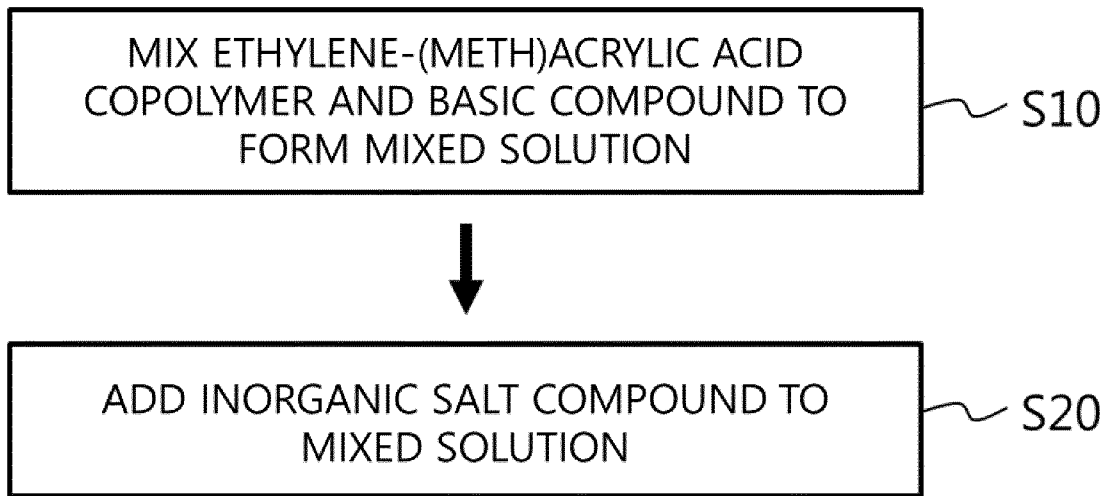 MIX ETHYLENE-(METH)ACRYLIC ACID
COPOLYMER AND BASIC COMPOUND TO
FORM MIXED SOLUTION
S10
ADD INORGANIC SALT COMPOUND TO
MIXED SOLUTION
S20